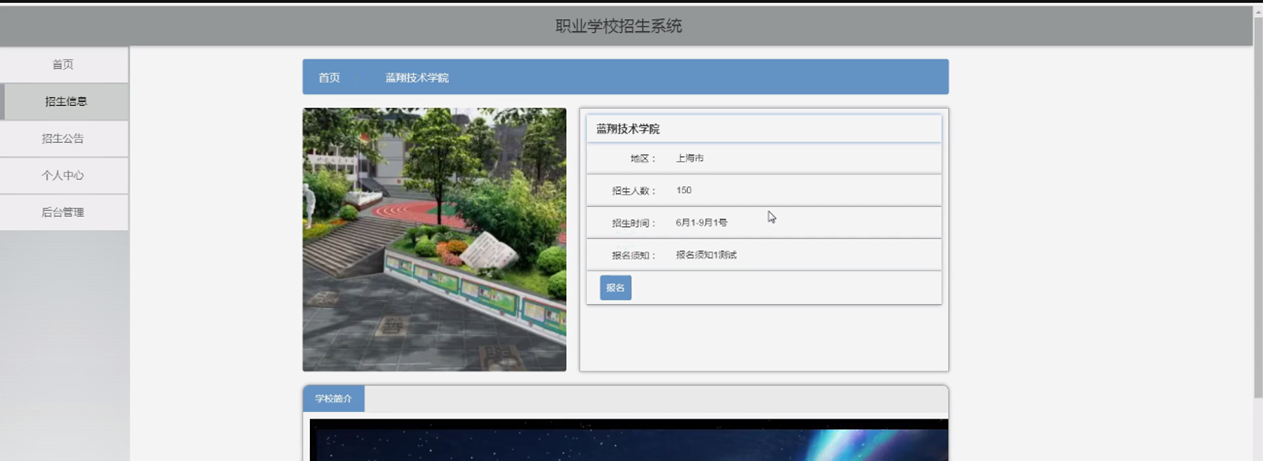 职业学校招生系统
首页
招生信息
招生公告
个人中心
后台管理
首页 蓝翔技术学院
蓝翔技术学院
地区： 上海市
招生人数： 150
招生时间： 6月1-9月1号
报名须知： 报名须知1测试
报名
学校简介